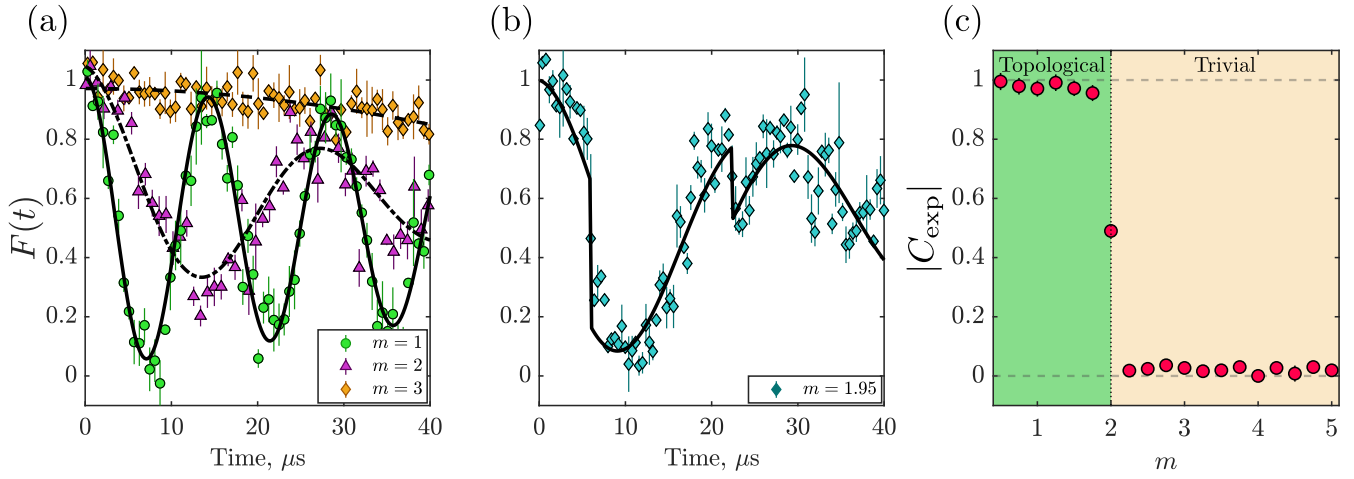 (a)
F(t)
1
0.8
0.6
0.4
0.2
0
m = 1
m = 2
m = 3
0 10 20 30 40
Time, μs
(b)
1
0.8
0.6
0.4
0.2
0
m = 1.95
0 10 20 30 40
Time, μs
(c)
|C_exp|
Topological Trivial
1
0.8
0.6
0.4
0.2
0
1 2 3 4 5
m